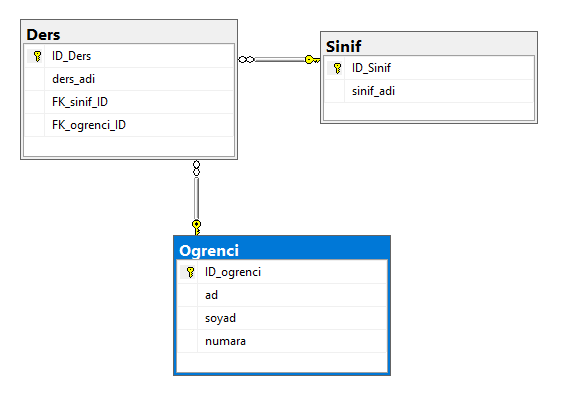 Ders
ID_Ders
ders_adi
FK_sinif_ID
FK_ogrenci_ID
Sinif
ID_Sinif
sinif_adi
Ogrenci
ID_ogrenci
ad
soyad
numara